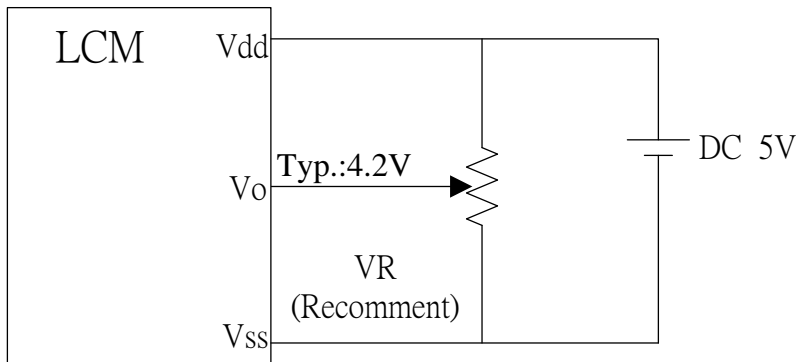 LCM
Vdd
DC 5V
Typ.:4.2V
Vo
VR
(Recomment)
Vss